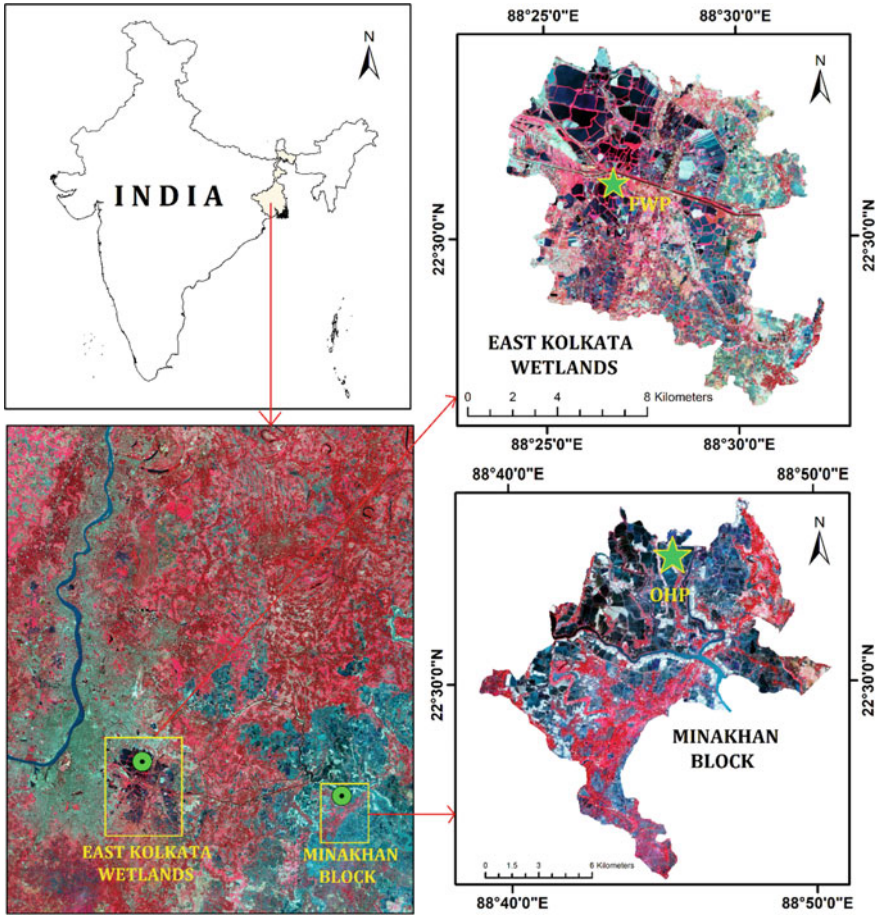 N
INDIA
88°25'0"E
88°30'0"E
N
FWP
22°30'0"N
22°30'0"N
EAST KOLKATA
WETLANDS
0 2 4 8 Kilometers
88°25'0"E
88°30'0"E
EAST KOLKATA
WETLANDS
MINAKHAN
BLOCK
88°40'0"E
88°50'0"E
N
OHP
22°30'0"N
22°30'0"N
MINAKHAN
BLOCK
0 1.5 3 6 Kilometers
88°40'0"E
88°50'0"E